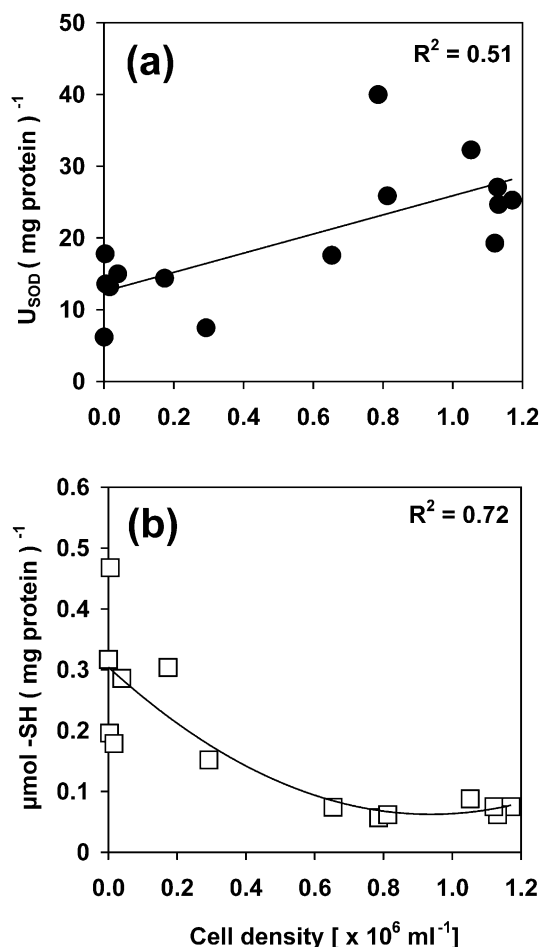 (a)
R² = 0.51
U_SOD ( mg protein ) ⁻¹
50
40
30
20
10
0
0.0 0.2 0.4 0.6 0.8 1.0 1.2
(b)
R² = 0.72
µmol -SH ( mg protein ) ⁻¹
0.6
0.5
0.4
0.3
0.2
0.1
0
0.0 0.2 0.4 0.6 0.8 1.0 1.2
Cell density [ x 10⁶ ml⁻¹]